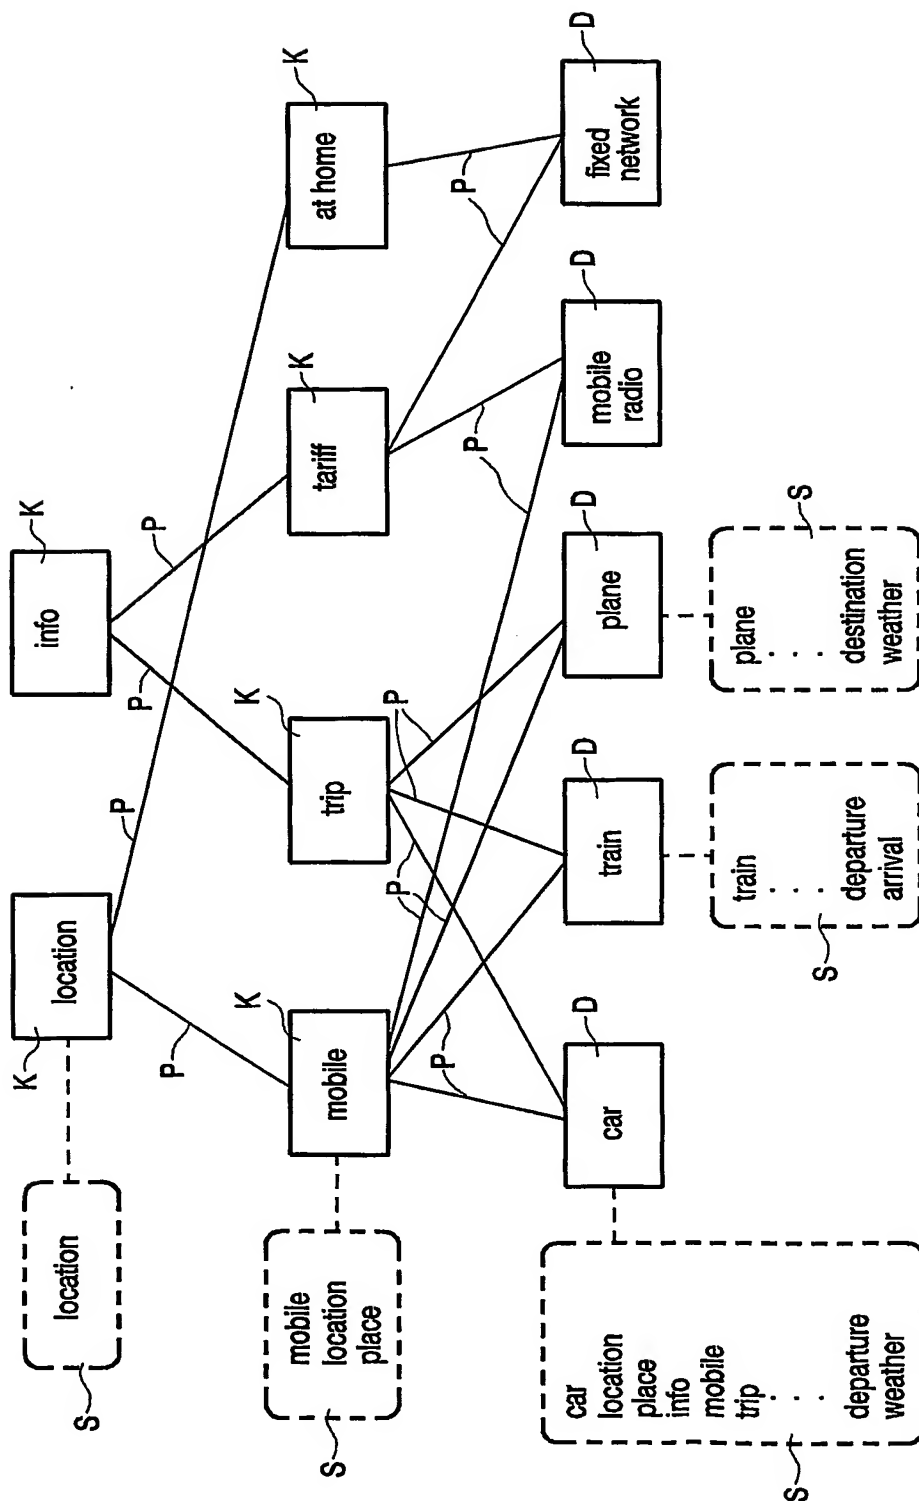 S
location
K
location
info
K
P
P
P
P
S
mobile
location
place
K
mobile
K
trip
K
tariff
K
at home
P
P
P
P
P
P
P
P
P
D
car
D
train
D
plane
D
mobile
radio
D
fixed
network
car
location
place
info
mobile
trip . . .
departure
weather
S
train
. . .
departure
arrival
S
plane
. . .
destination
weather
S